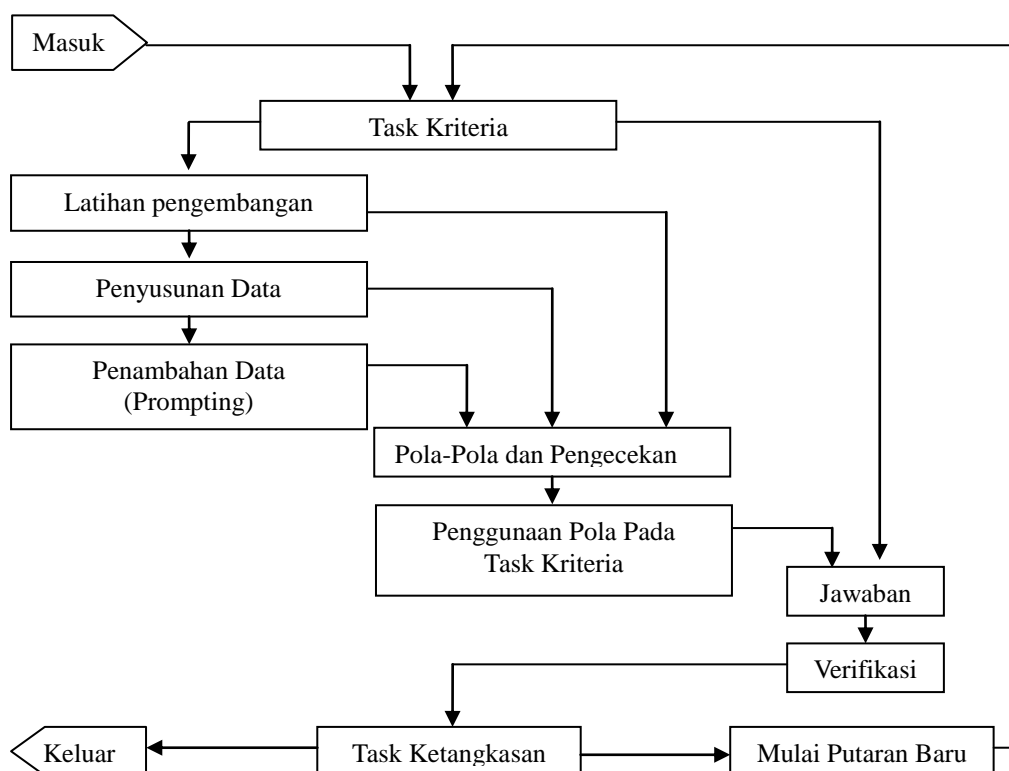 Masuk
Task Kriteria
Latihan pengembangan
Penyusunan Data
Penambahan Data
(Prompting)
Pola-Pola dan Pengecekan
Penggunaan Pola Pada
Task Kriteria
Jawaban
Verifikasi
Keluar
Task Ketangkasan
Mulai Putaran Baru